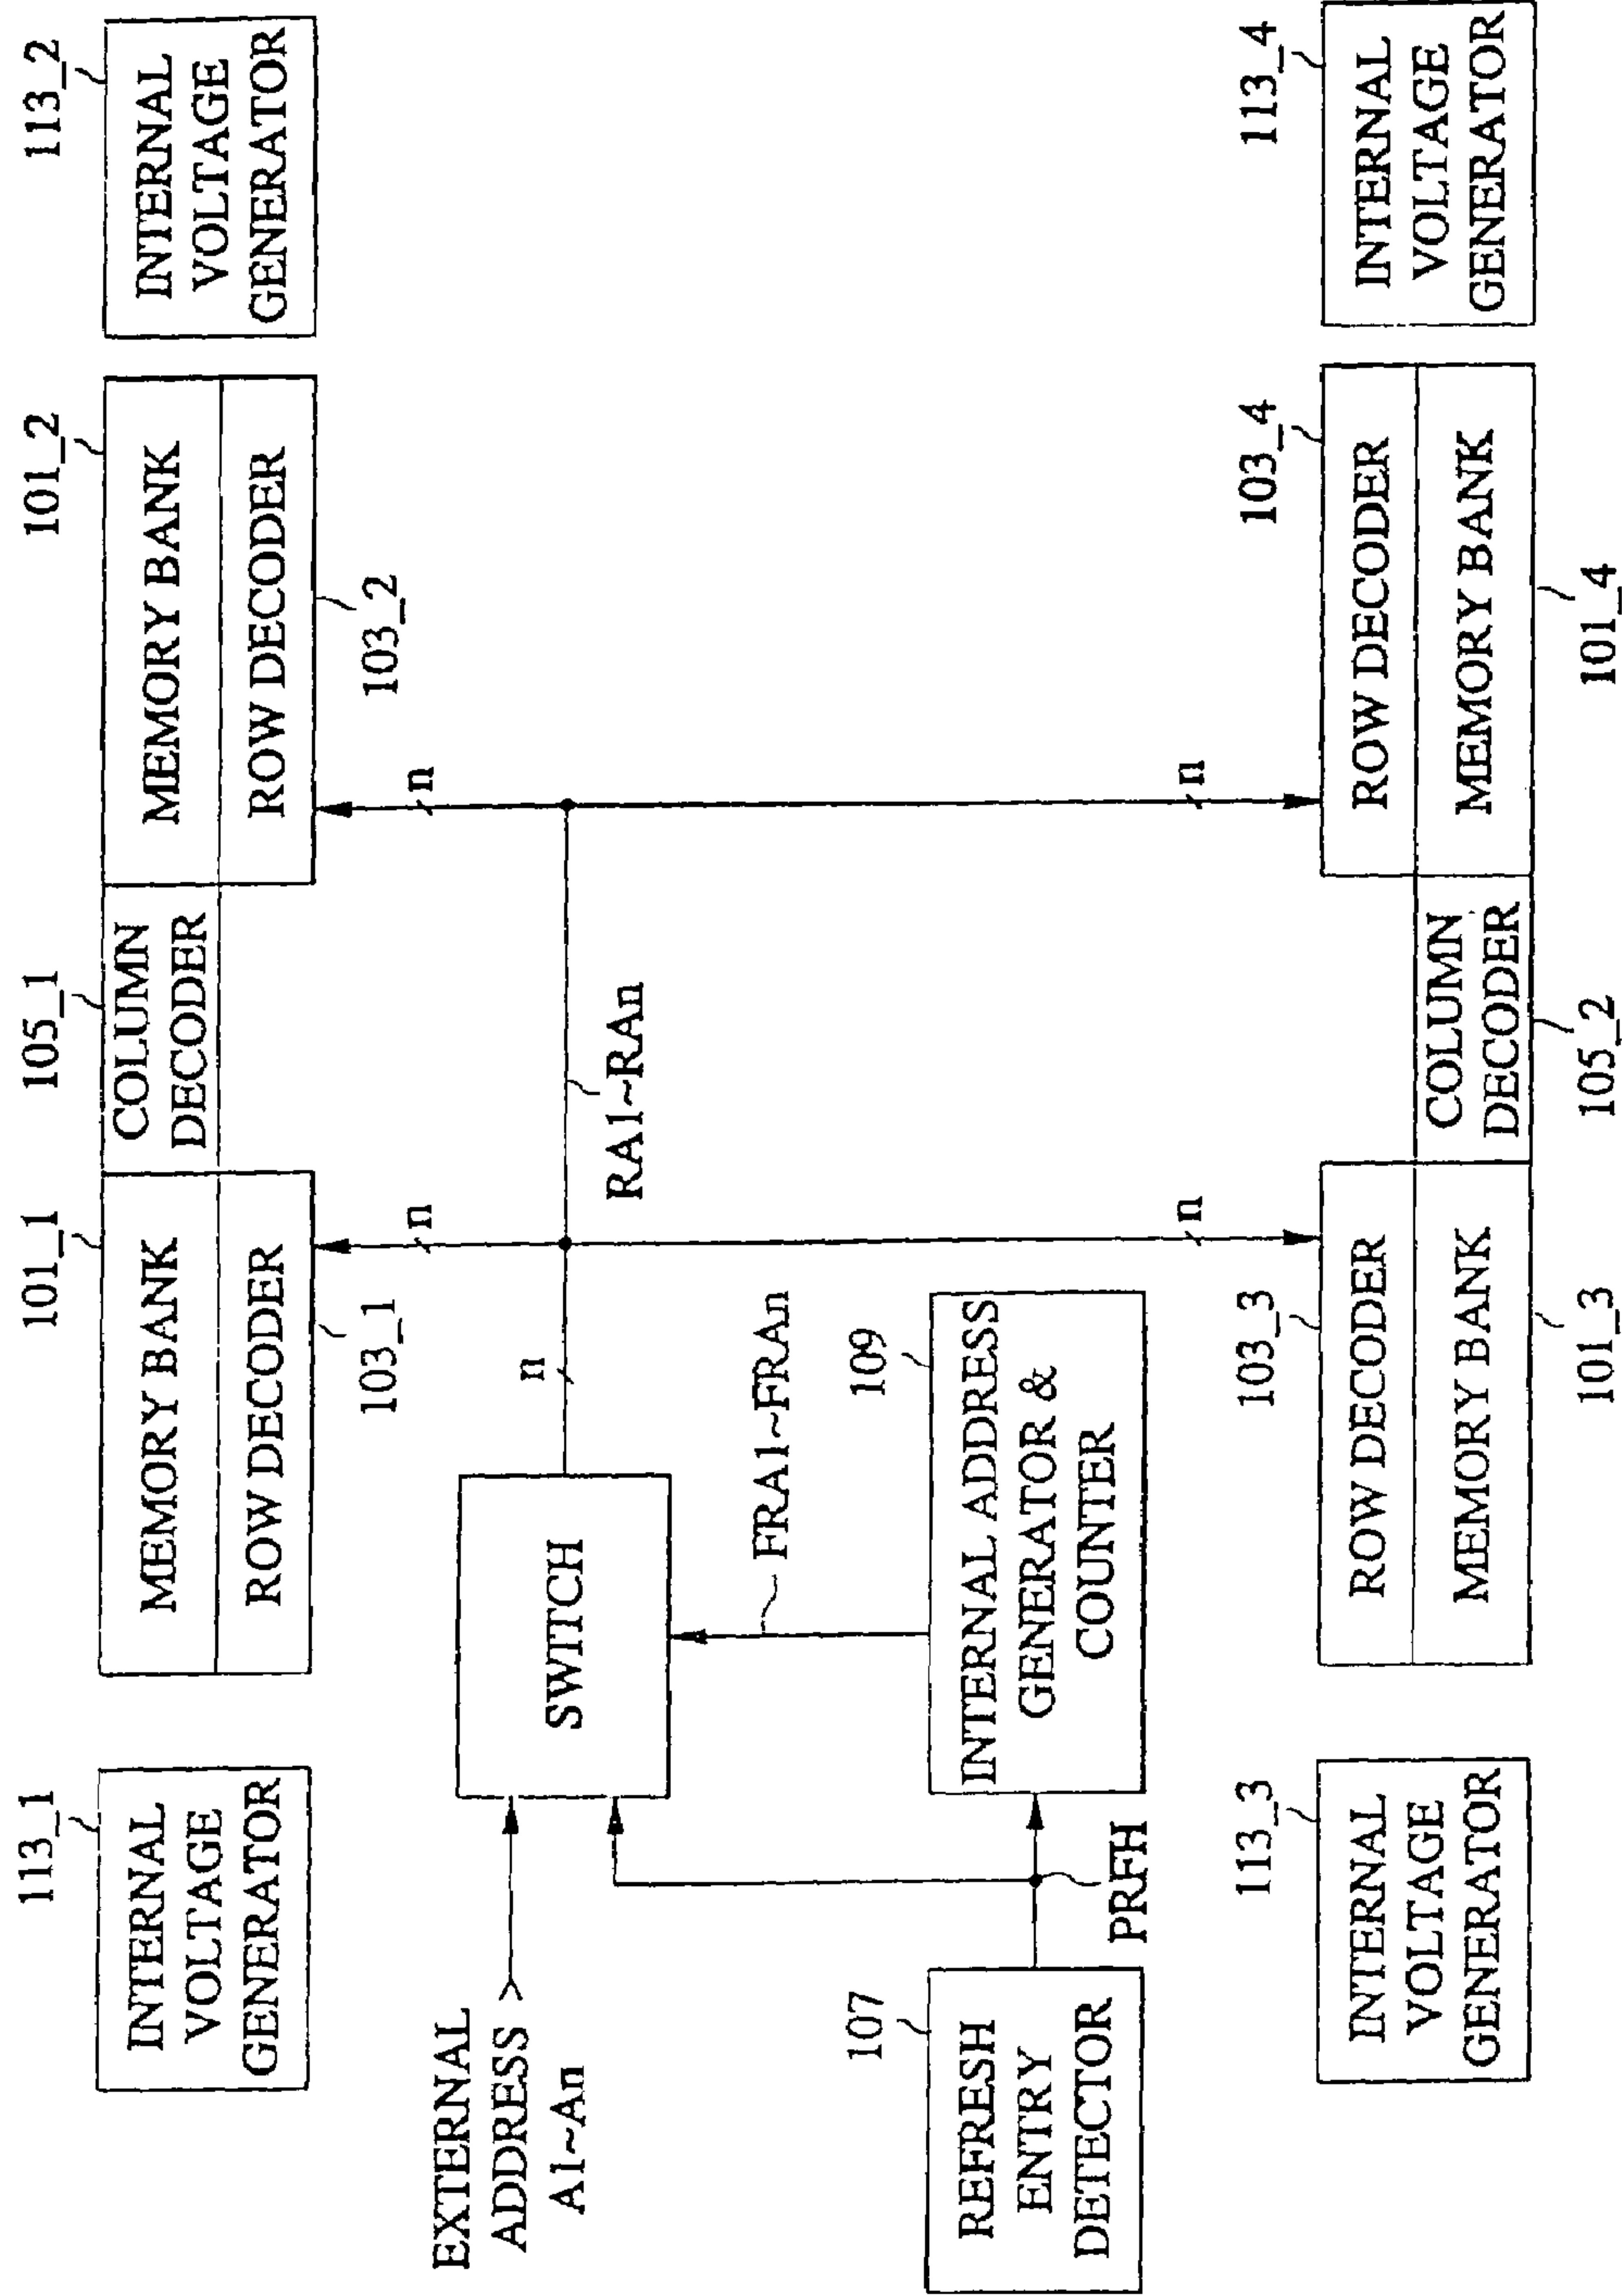 113_1
INTERNAL
VOLTAGE
GENERATOR
101_1
MEMORY BANK
ROW DECODER
103_1
105_1
COLUMN
DECODER
101_2
MEMORY BANK
ROW DECODER
103_2
113_2
INTERNAL
VOLTAGE
GENERATOR
EXTERNAL
ADDRESS
A1~An
SWITCH
n
n
n
RA1~RAn
FRA1~FRAn
107
REFRESH
ENTRY
DETECTOR
PRFH
109
INTERNAL ADDRESS
GENERATOR &
COUNTER
n
n
113_3
INTERNAL
VOLTAGE
GENERATOR
103_3
ROW DECODER
MEMORY BANK
101_3
COLUMN
DECODER
105_2
103_4
ROW DECODER
MEMORY BANK
101_4
113_4
INTERNAL
VOLTAGE
GENERATOR